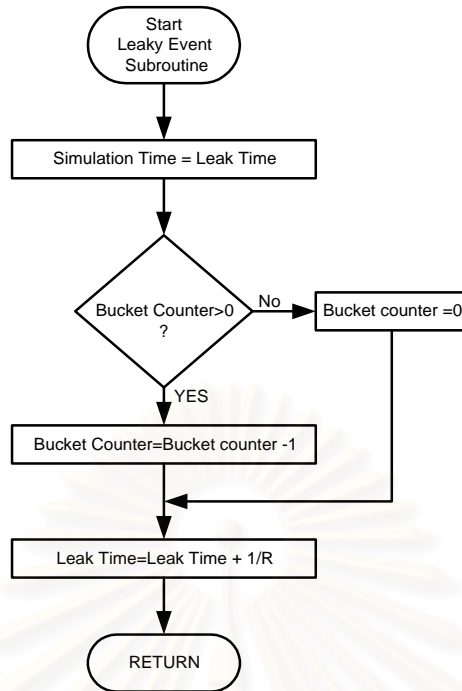 Start
Leaky Event
Subroutine
Simulation Time = Leak Time
Bucket Counter>0
?
No
Bucket counter =0
YES
Bucket Counter=Bucket counter -1
Leak Time=Leak Time + 1/R
RETURN